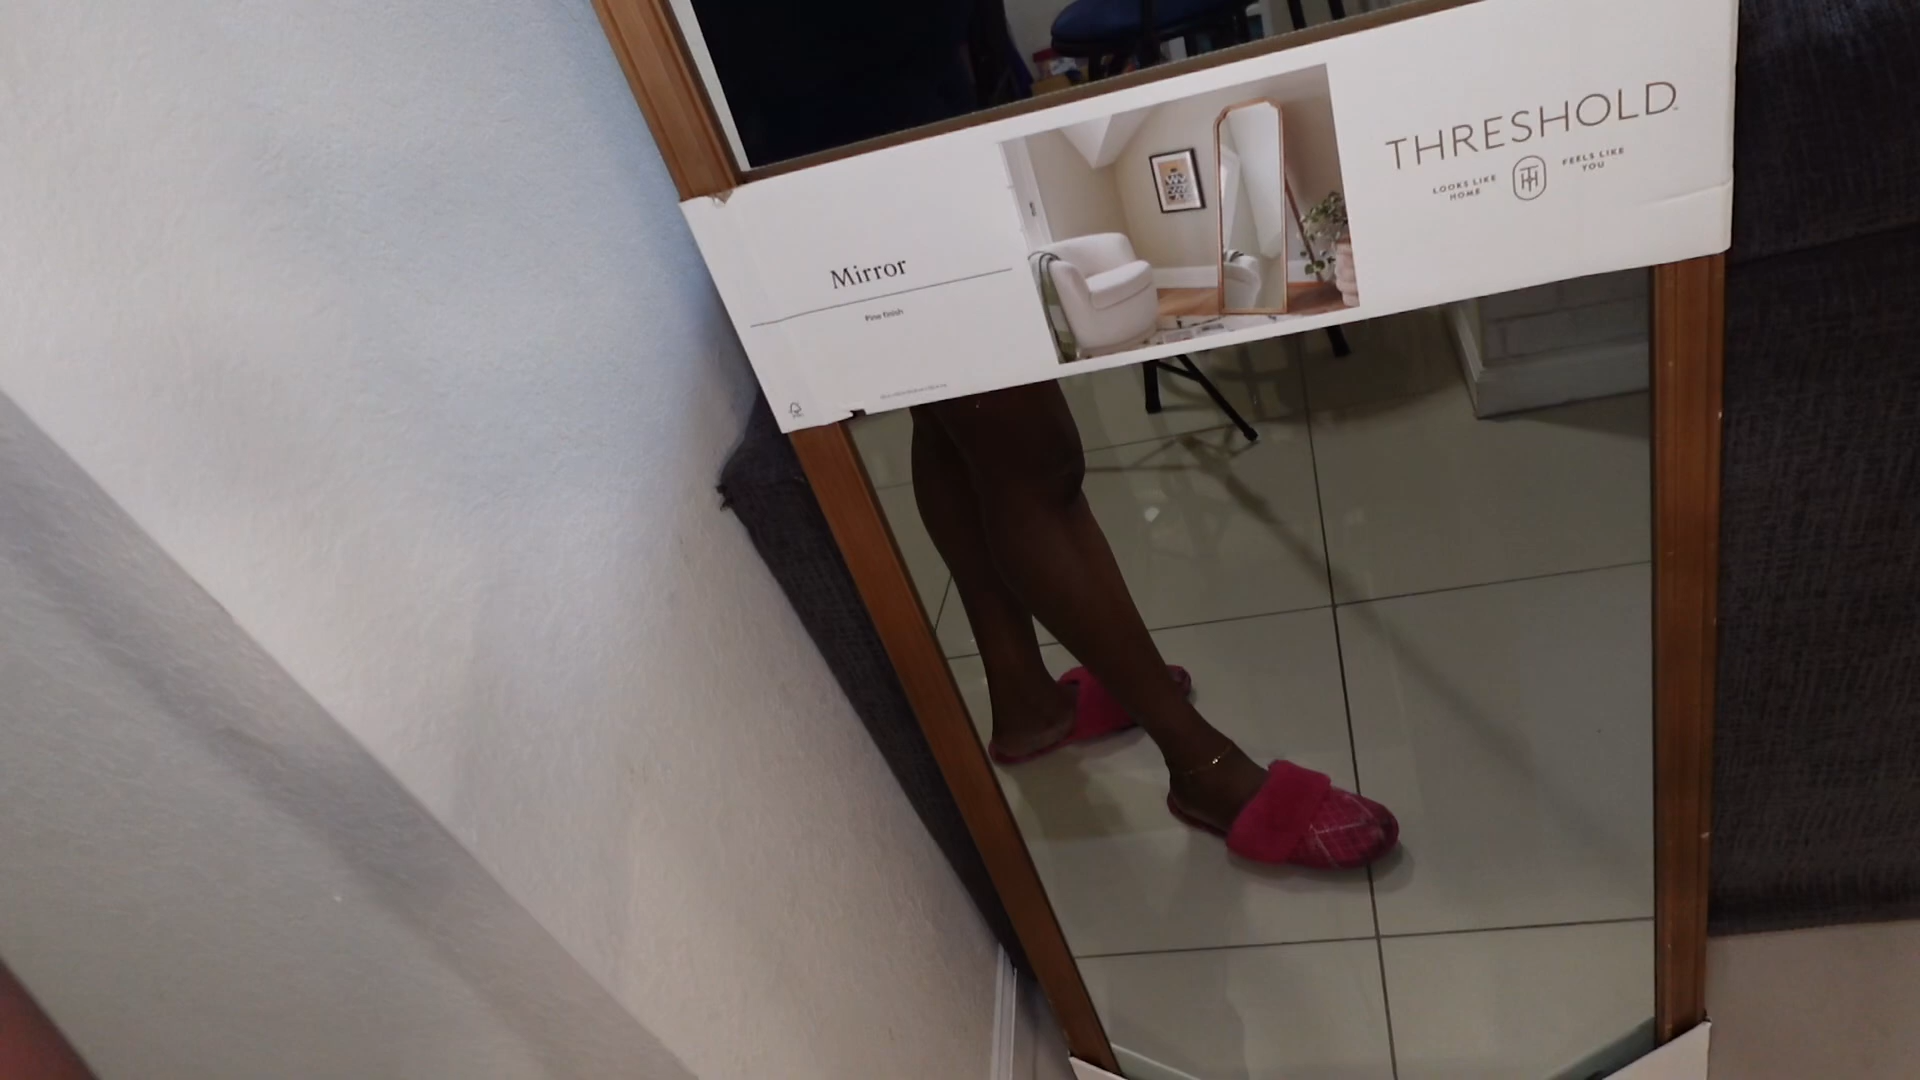 THRESHOLD
LOOKS LIKE
HOME
FEELS LIKE
YOU
Mirror
Pine finish